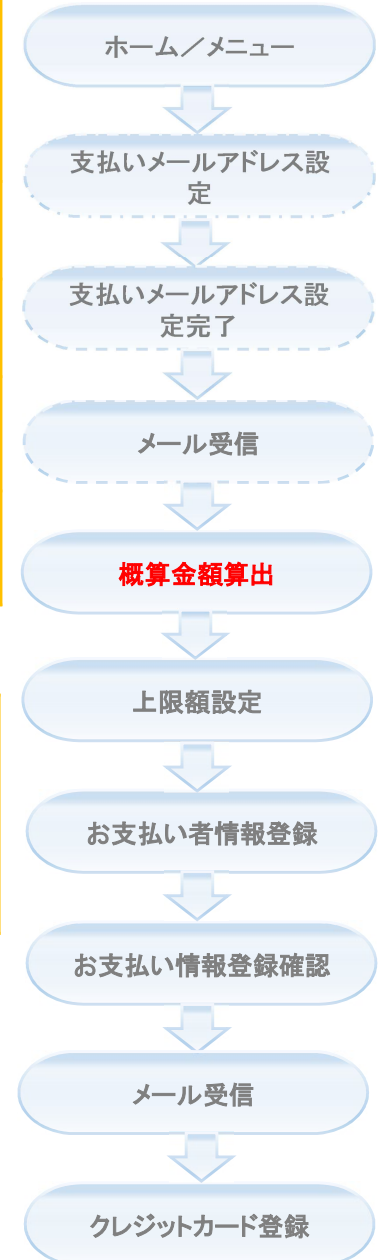 ホーム／メニュー
支払いメールアドレス設
定
支払いメールアドレス設
定完了
メール受信
概算金額算出
上限額設定
お支払い者情報登録
お支払い情報登録確認
メール受信
クレジットカード登録